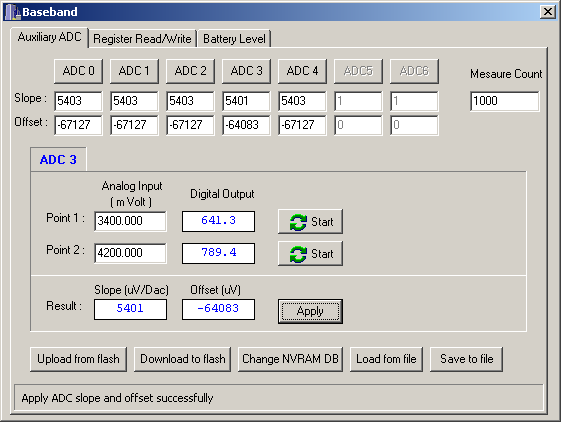 Baseband
Auxiliary ADC Register Read/Write Battery Level
ADC 0 ADC 1 ADC 2 ADC 3 ADC 4 ADC5 ADC6 Mesaure Count
Slope : 5403 5403 5403 5401 5403 1 1 1000
Offset : -67127 -67127 -67127 -64083 -67127 0 0
ADC 3
Analog Input Digital Output
( m Volt )
Point 1 : 3400.000 641.3 Start
Point 2 : 4200.000 789.4 Start
Slope (uV/Dac) Offset (uV)
Result : 5401 -64083 Apply
Upload from flash Download to flash Change NVRAM DB Load fom file Save to file
Apply ADC slope and offset successfully